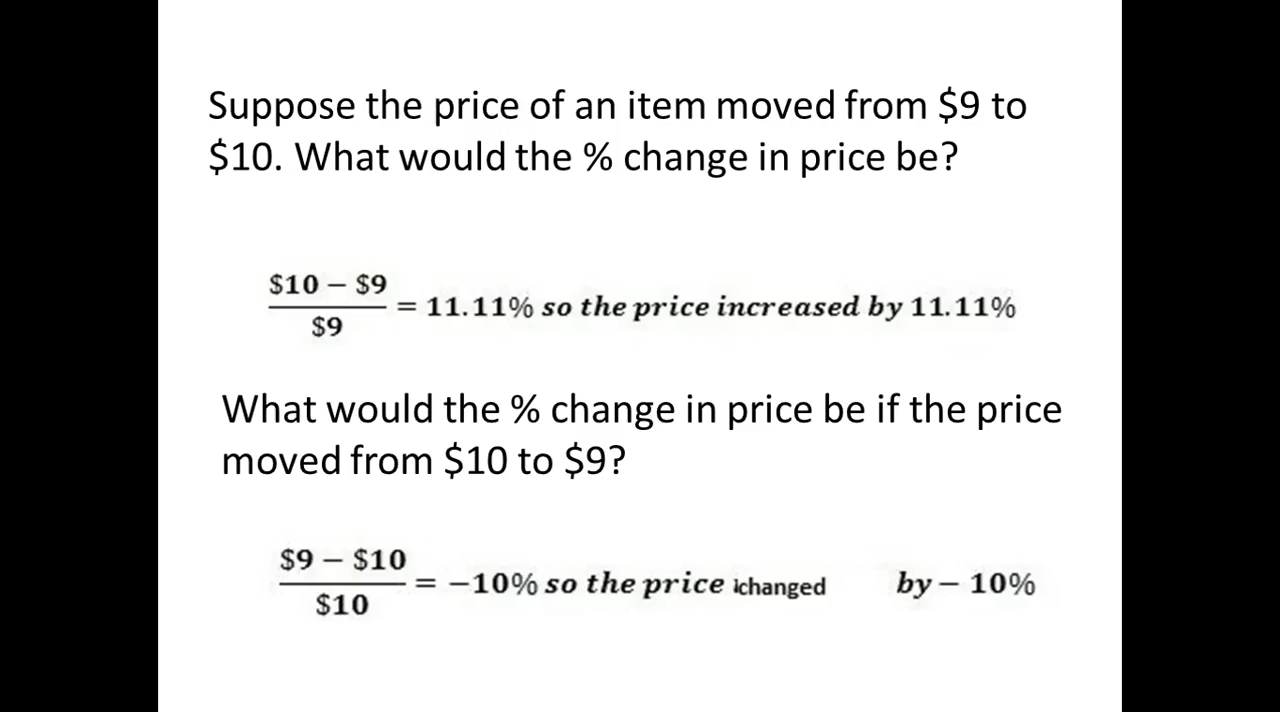 Suppose the price of an item moved from $9 to
$10. What would the % change in price be?
$10 − $9
$9
= 11.11% so the price increased by 11.11%
What would the % change in price be if the price
moved from $10 to $9?
$9 − $10
$10
= −10% so the price ichanged by − 10%